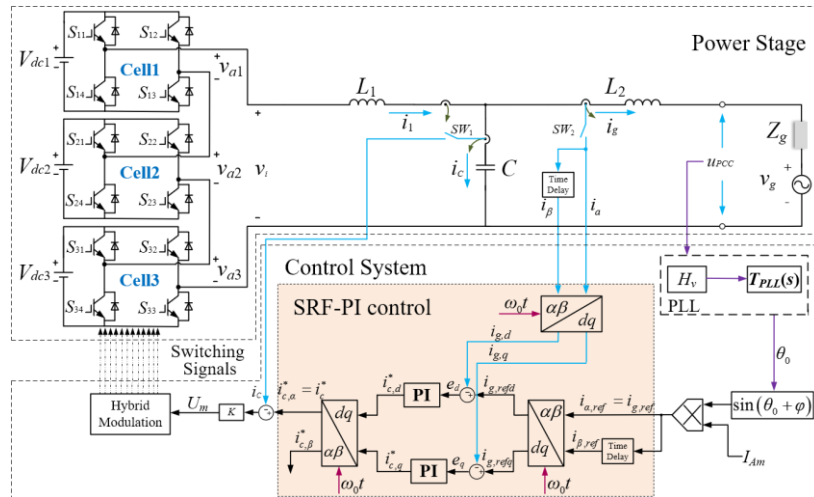 Power Stage
S₁₁ S₁₂
V_dc1 Cell1 + v_a1 −
S₁₄ S₁₃
S₂₁ S₂₂
V_dc2 Cell2 + v_a2 −
S₂₄ S₂₃
S₃₁ S₃₂
V_dc3 Cell3 + v_a3 −
S₃₄ S₃₃
L₁
i₁
SW₁
i_C
C
SW₂
i_g
L₂
Time Delay
i_β
i_a
u_PCC
Z_g
+ v_g −
Control System
SRF-PI control
ω₀t
αβ
dq
i_g,d
i_g,q
H_v
T_PLL(s)
PLL
θ₀
Switching Signals
Hybrid Modulation
U_m
K
i_c
i*_c,α = i*_c
i*_c,β
dq
αβ
ω₀t
i*_c,d
PI
e_d
i_g,refd
i*_c,q
PI
e_q
i_g,refq
αβ
dq
ω₀t
i_α,ref = i_g,ref
i_β,ref
Time Delay
sin(θ₀ + φ)
I_Am